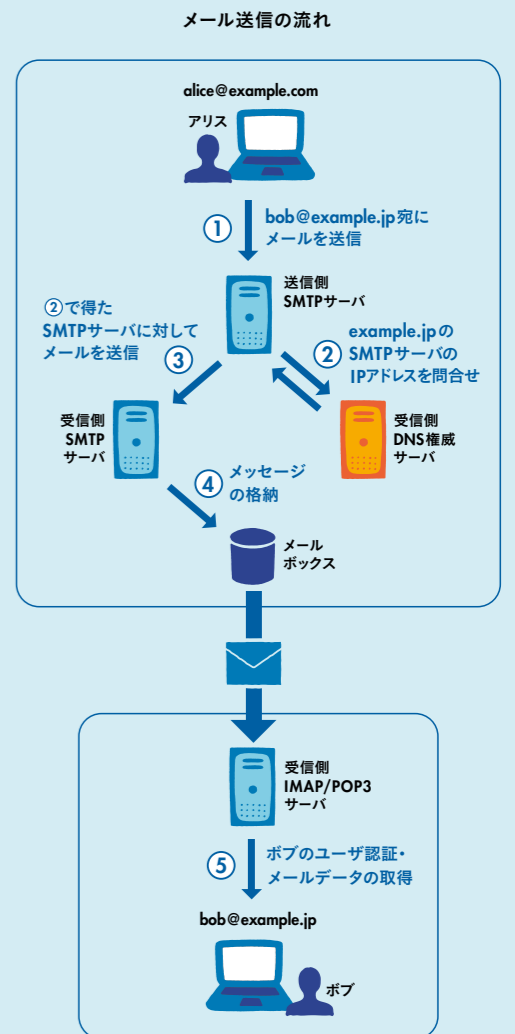 メール送信の流れ
alice@example.com
アリス
①
bob@example.jp宛に
メールを送信
送信側
SMTPサーバ
②で得た
SMTPサーバに対して
メールを送信
③
②
example.jpの
SMTPサーバの
IPアドレスを問合せ
受信側
SMTP
サーバ
受信側
DNS権威
サーバ
④
メッセージ
の格納
メール
ボックス
受信側
IMAP/POP3
サーバ
⑤
ボブのユーザ認証・
メールデータの取得
bob@example.jp
ボブ